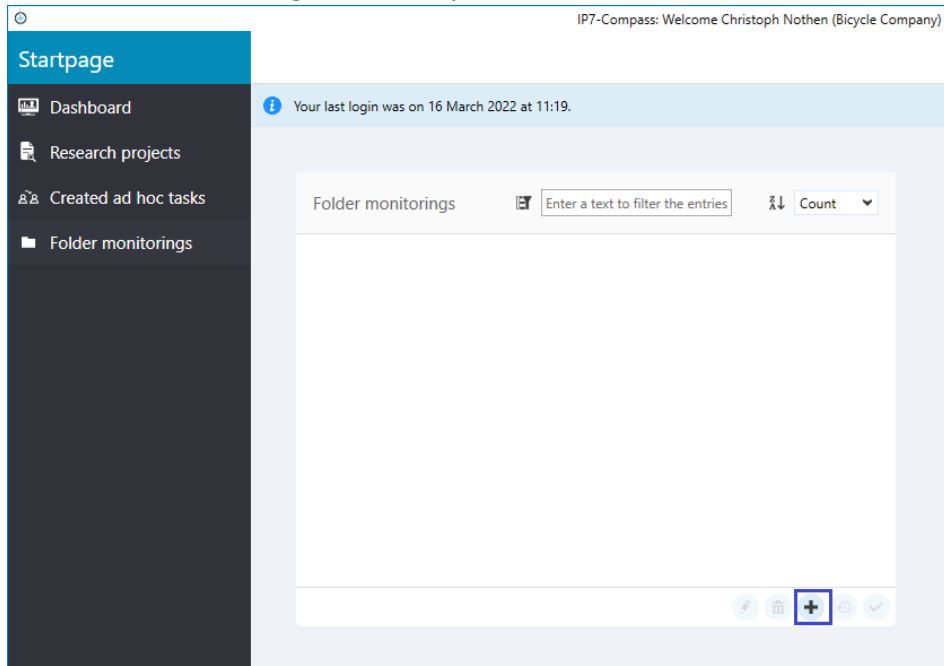 IP7-Compass: Welcome Christoph Nothen (Bicycle Company)
Startpage
Dashboard
Research projects
Created ad hoc tasks
Folder monitorings
Your last login was on 16 March 2022 at 11:19.
Folder monitorings
Enter a text to filter the entries
Count